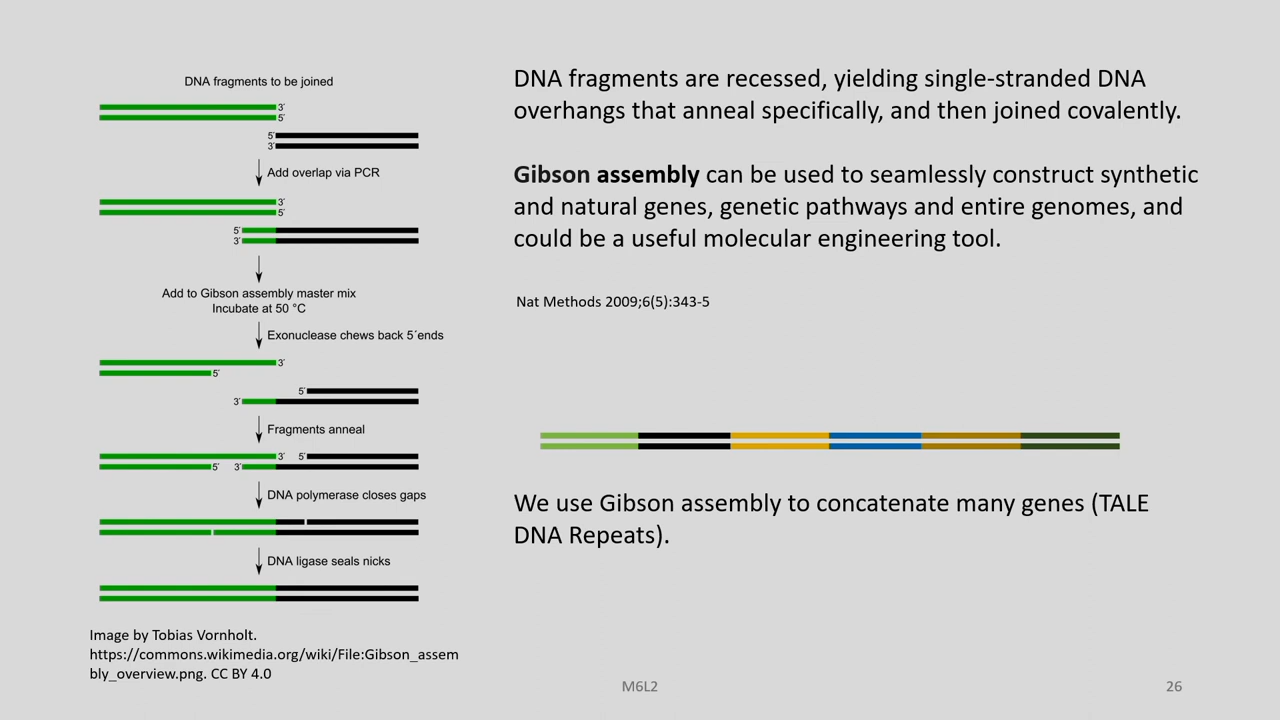 DNA fragments to be joined
3´
5´
5´
3´
Add overlap via PCR
3´
5´
5´
3´
Add to Gibson assembly master mix
Incubate at 50 °C
Exonuclease chews back 5´ends
3´
5´
5´
3´
Fragments anneal
3´ 5´
5´ 3´
DNA polymerase closes gaps
DNA ligase seals nicks
Image by Tobias Vornholt.
https://commons.wikimedia.org/wiki/File:Gibson_assem
bly_overview.png. CC BY 4.0
DNA fragments are recessed, yielding single-stranded DNA
overhangs that anneal specifically, and then joined covalently.
Gibson assembly can be used to seamlessly construct synthetic
and natural genes, genetic pathways and entire genomes, and
could be a useful molecular engineering tool.
Nat Methods 2009;6(5):343-5
We use Gibson assembly to concatenate many genes (TALE
DNA Repeats).
M6L2
26